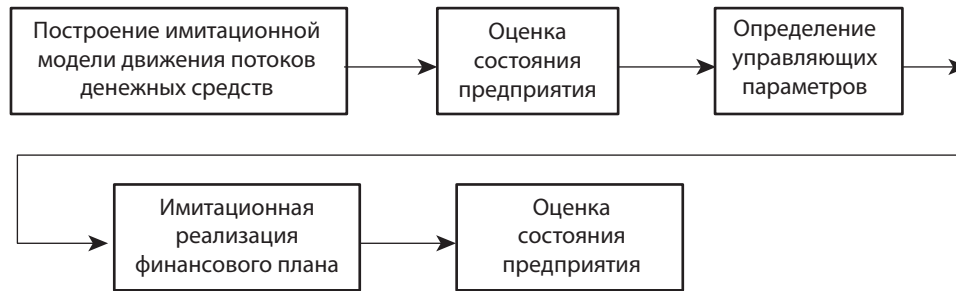 Построение имитационной
модели движения потоков
денежных средств
Оценка
состояния
предприятия
Определение
управляющих
параметров
Имитационная
реализация
финансового плана
Оценка
состояния
предприятия